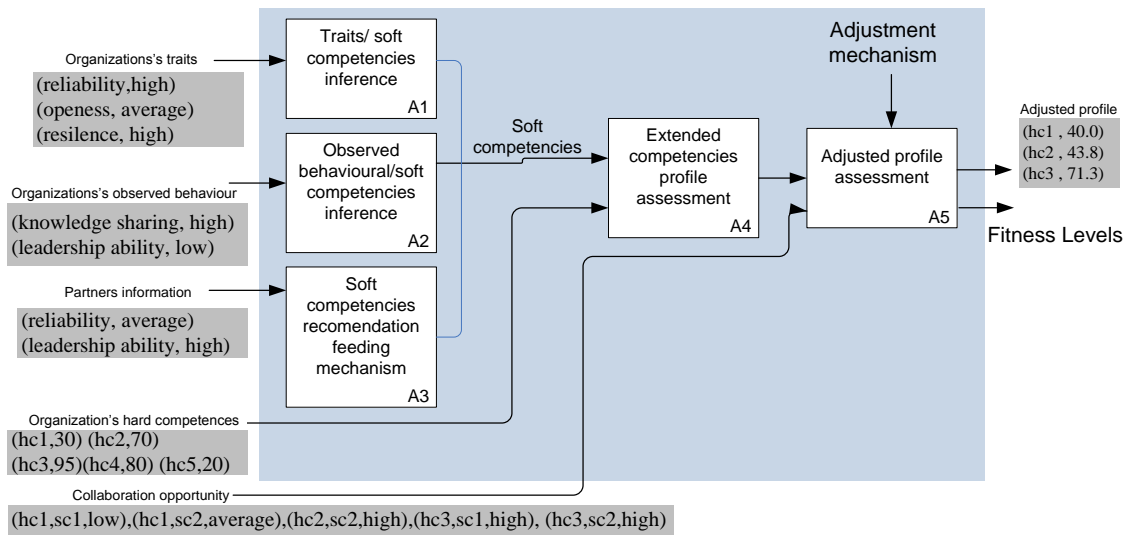 Organizations's traits
(reliability,high)
(openess, average)
(resilence, high)
Organizations's observed behaviour
(knowledge sharing, high)
(leadership ability, low)
Partners information
(reliability, average)
(leadership ability, high)
Organization's hard competences
(hc1,30) (hc2,70)
(hc3,95)(hc4,80) (hc5,20)
Collaboration opportunity
(hc1,sc1,low),(hc1,sc2,average),(hc2,sc2,high),(hc3,sc1,high), (hc3,sc2,high)
Traits/ soft
competencies
inference
A1
Observed
behavioural/soft
competencies
inference
A2
Soft
competencies
recomendation
feeding
mechanism
A3
Soft
competencies
Extended
competencies
profile
assessment
A4
Adjustment
mechanism
Adjusted profile
assessment
A5
Adjusted profile
(hc1 , 40.0)
(hc2 , 43.8)
(hc3 , 71.3)
Fitness Levels